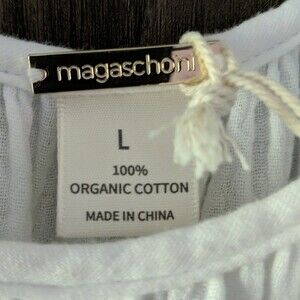 magaschoni
L
100%
ORGANIC COTTON
MADE IN CHINA